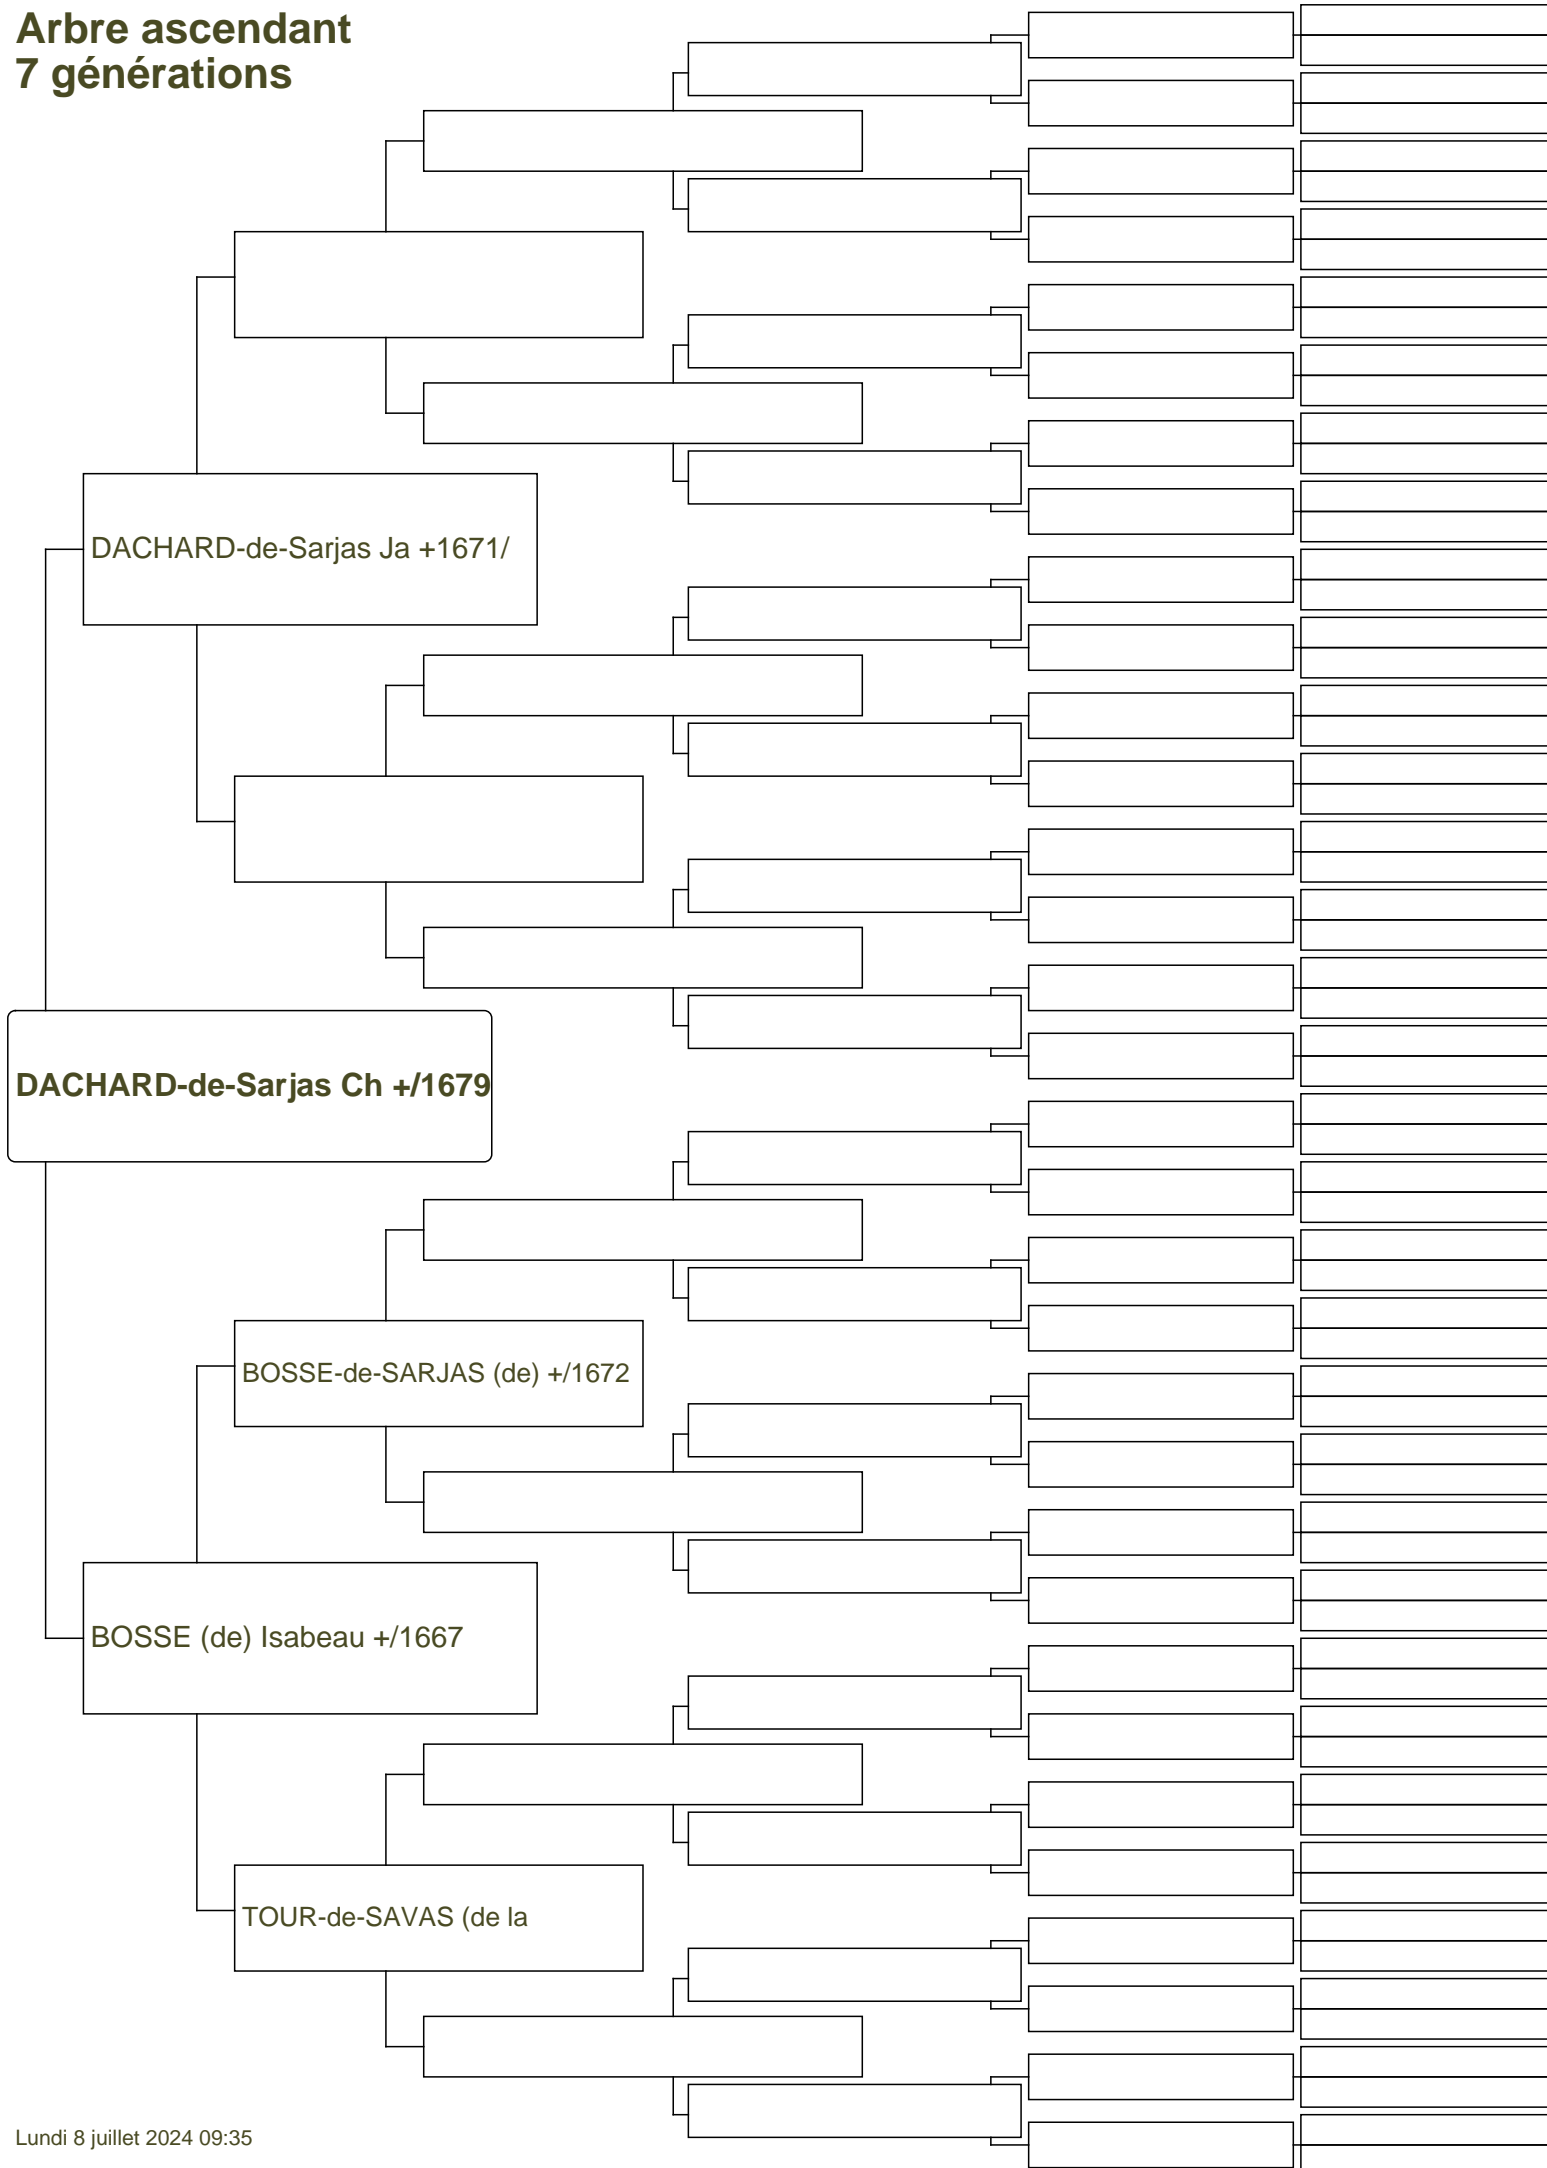 Arbre ascendant
7 générations
DACHARD-de-Sarjas Ja +1671/
DACHARD-de-Sarjas Ch +/1679
BOSSE-de-SARJAS (de) +/1672
BOSSE (de) Isabeau +/1667
TOUR-de-SAVAS (de la
Lundi 8 juillet 2024 09:35